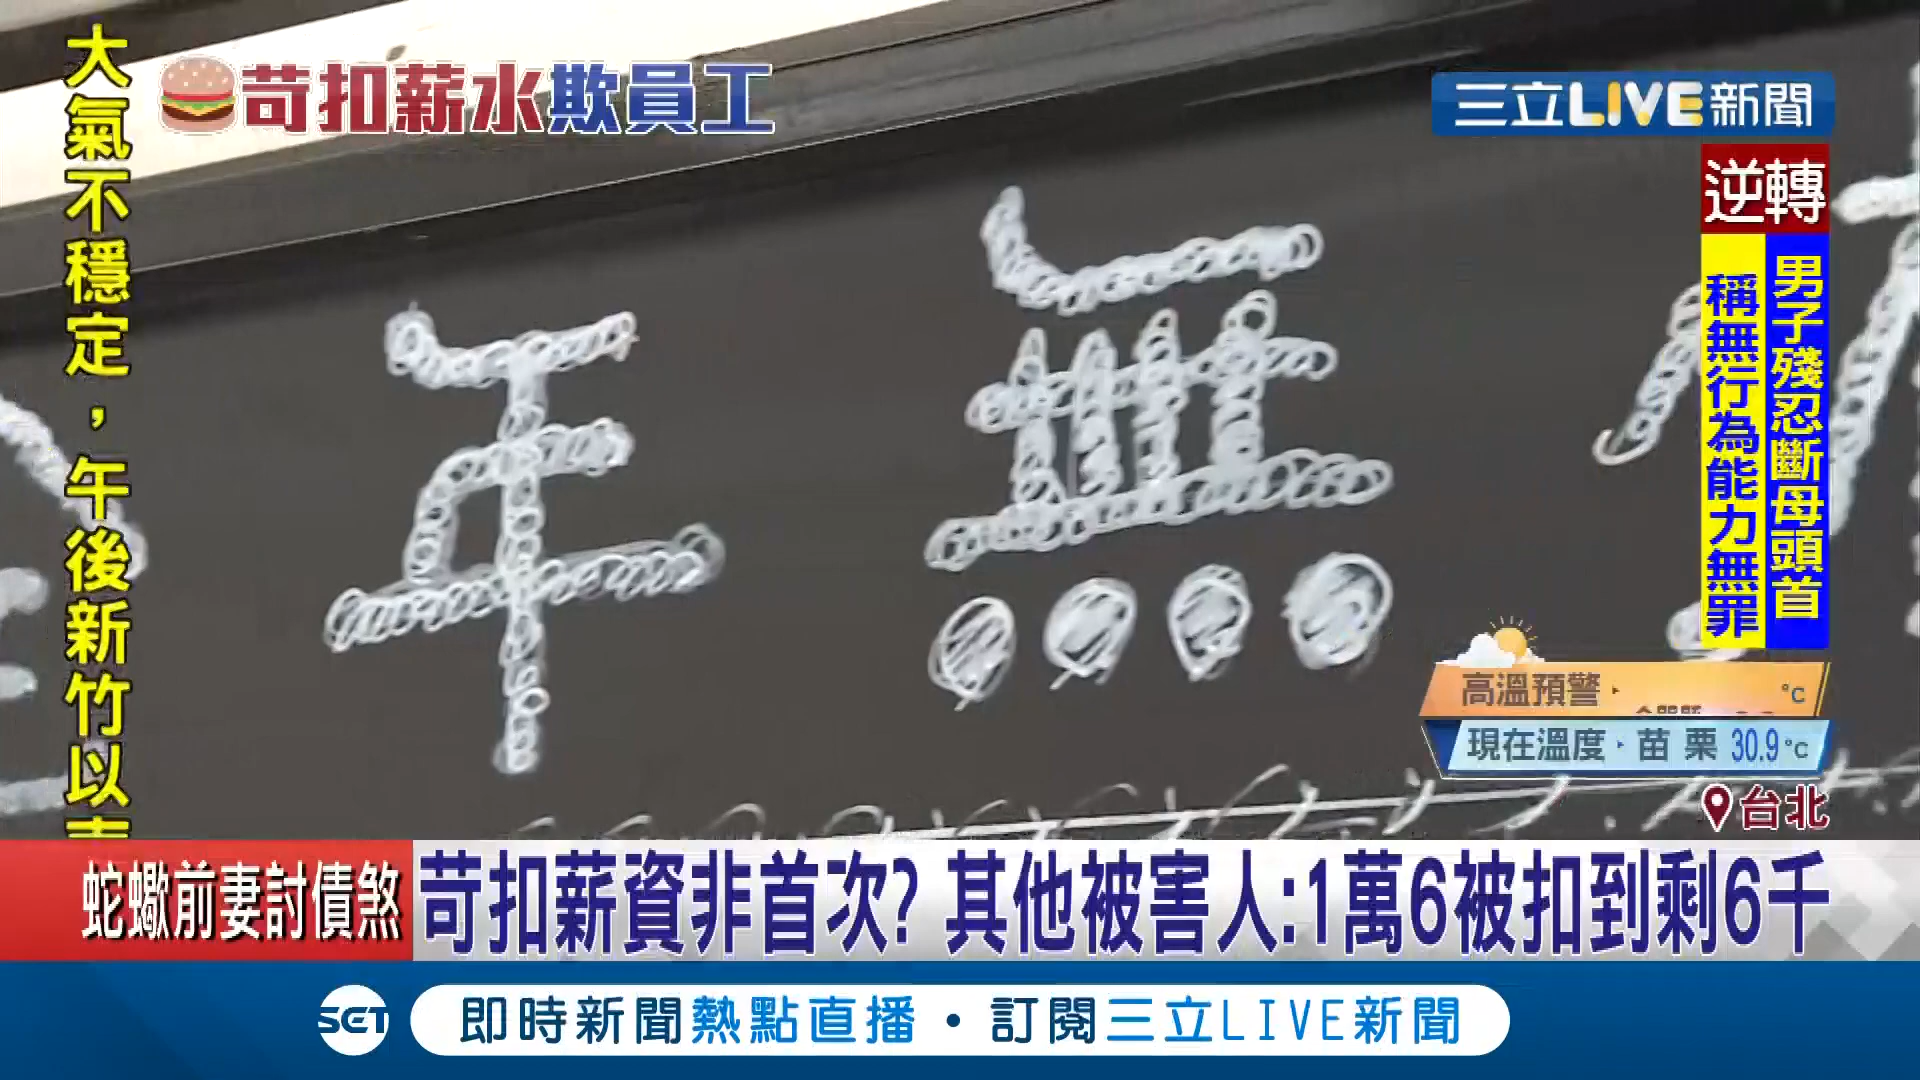 大氣不穩定，午後新竹以
苛扣薪水欺員工
三立LIVE新聞
逆轉
男子殘忍斷母頭首
稱無行為能力無罪
年 無
高溫預警 °C
現在溫度 苗栗 30.9°C
台北
蛇蠍前妻討債煞
苛扣薪資非首次? 其他被害人:1萬6被扣到剩6千
SET
即時新聞熱點直播・訂閱三立LIVE新聞